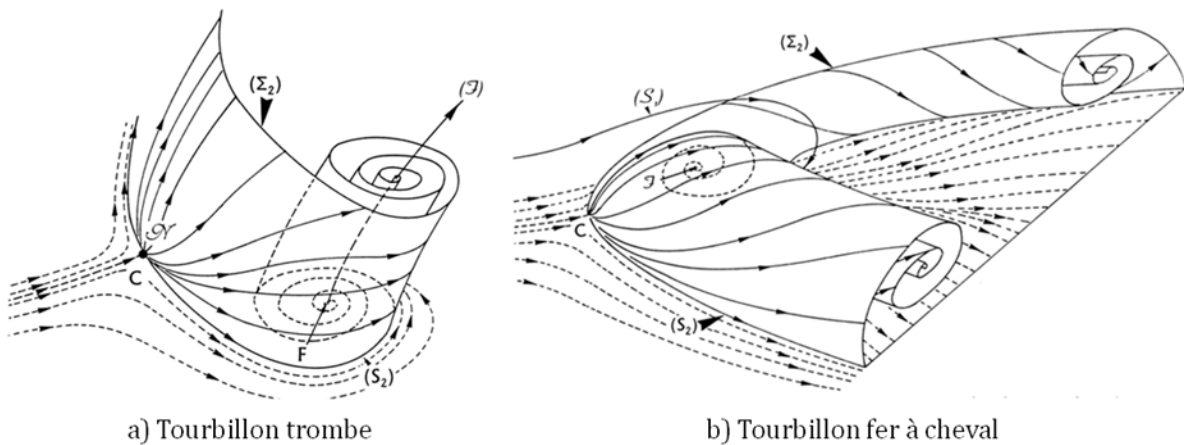 (Σ₂)
(ℑ)
𝒩
C
F
(S₂)
a) Tourbillon trombe
(Σ₂)
(S₁)
ℑ
C
(S₂)
b) Tourbillon fer à cheval